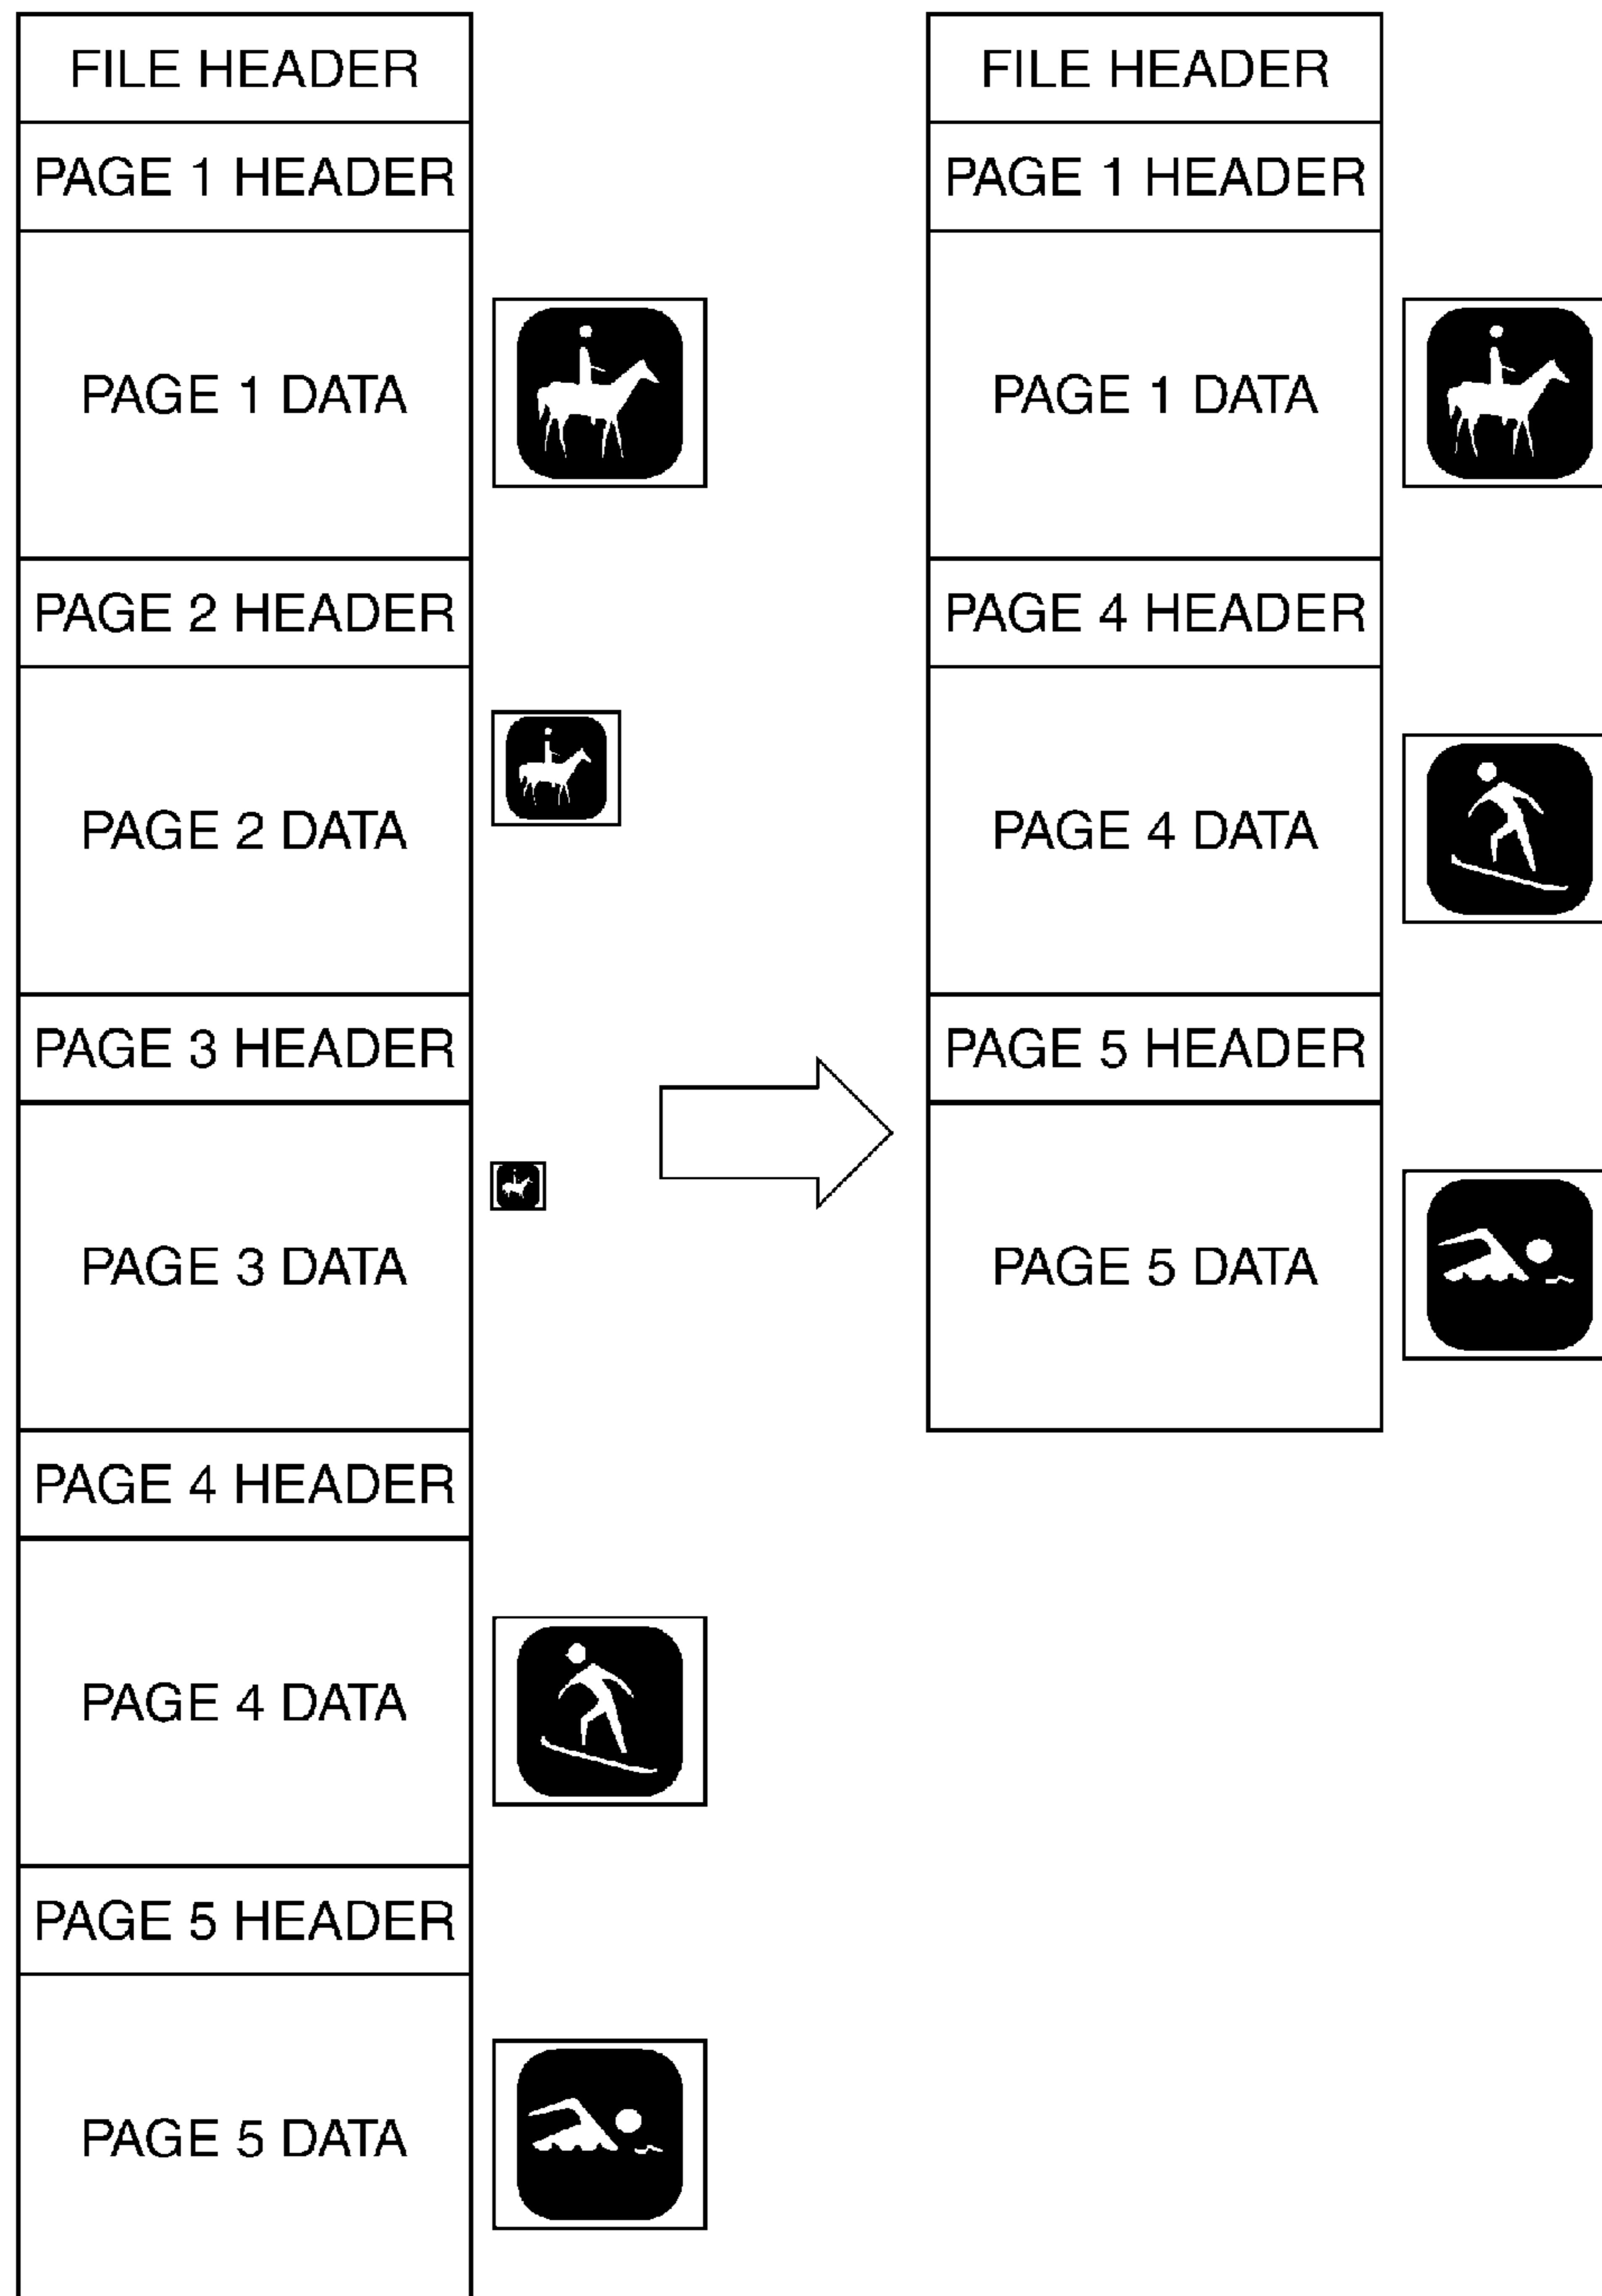 FILE HEADER
PAGE 1 HEADER
PAGE 1 DATA
PAGE 2 HEADER
PAGE 2 DATA
PAGE 3 HEADER
PAGE 3 DATA
PAGE 4 HEADER
PAGE 4 DATA
PAGE 5 HEADER
PAGE 5 DATA
FILE HEADER
PAGE 1 HEADER
PAGE 1 DATA
PAGE 4 HEADER
PAGE 4 DATA
PAGE 5 HEADER
PAGE 5 DATA